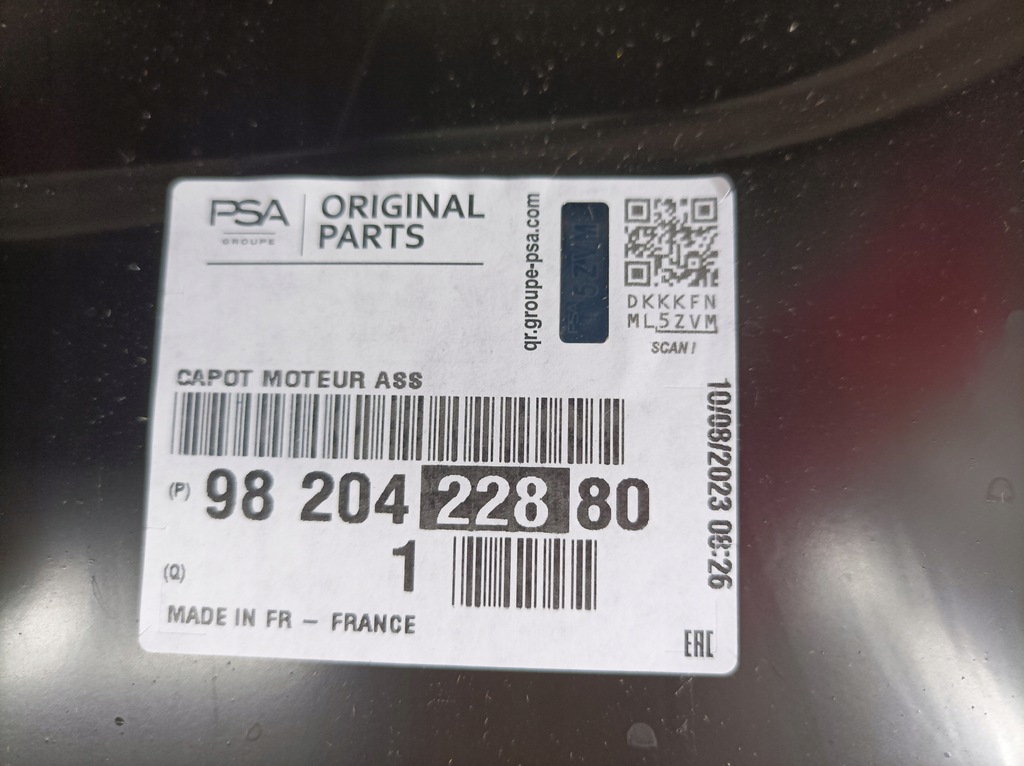 PSA
GROUPE
ORIGINAL
PARTS
qr.groupe-psa.com
5ZVM
DKKKFN
ML5ZVM
SCAN!
CAPOT MOTEUR ASS
(P) 98 204 228 80
(Q) 1
MADE IN FR - FRANCE
10/08/2023 08:26
EAC